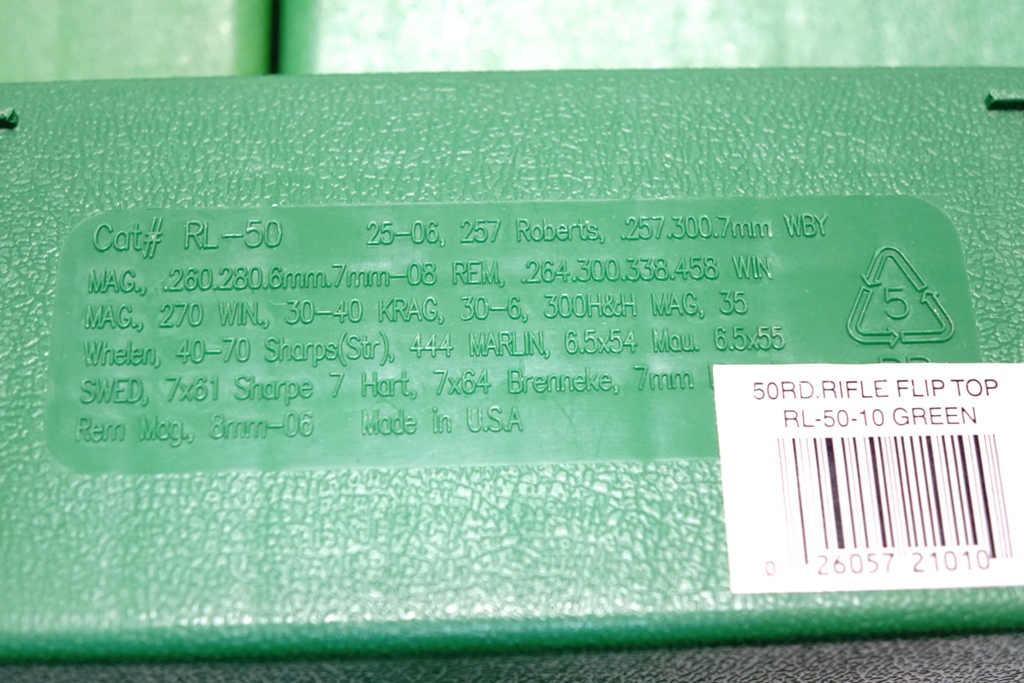 Cat# RL-50 25-06, 257 Roberts, .257.300.7mm WBY
MAG., .260.280.6mm.7mm-08 REM, .264.300.338.458 WIN
MAG., 270 WIN., 30-40 KRAG, 30-6, 300H&H MAG, 35
Whelen, 40-70 Sharps(Str), 444 MARLIN, 6.5x54 Mau. 6.5x55
SWED, 7x61 Sharpe 7 Hart, 7x64 Brenneke, 7mm
Rem Mag., 8mm-06 Made in U.S.A
5
50RD.RIFLE FLIP TOP
RL-50-10 GREEN
0 26057 21010